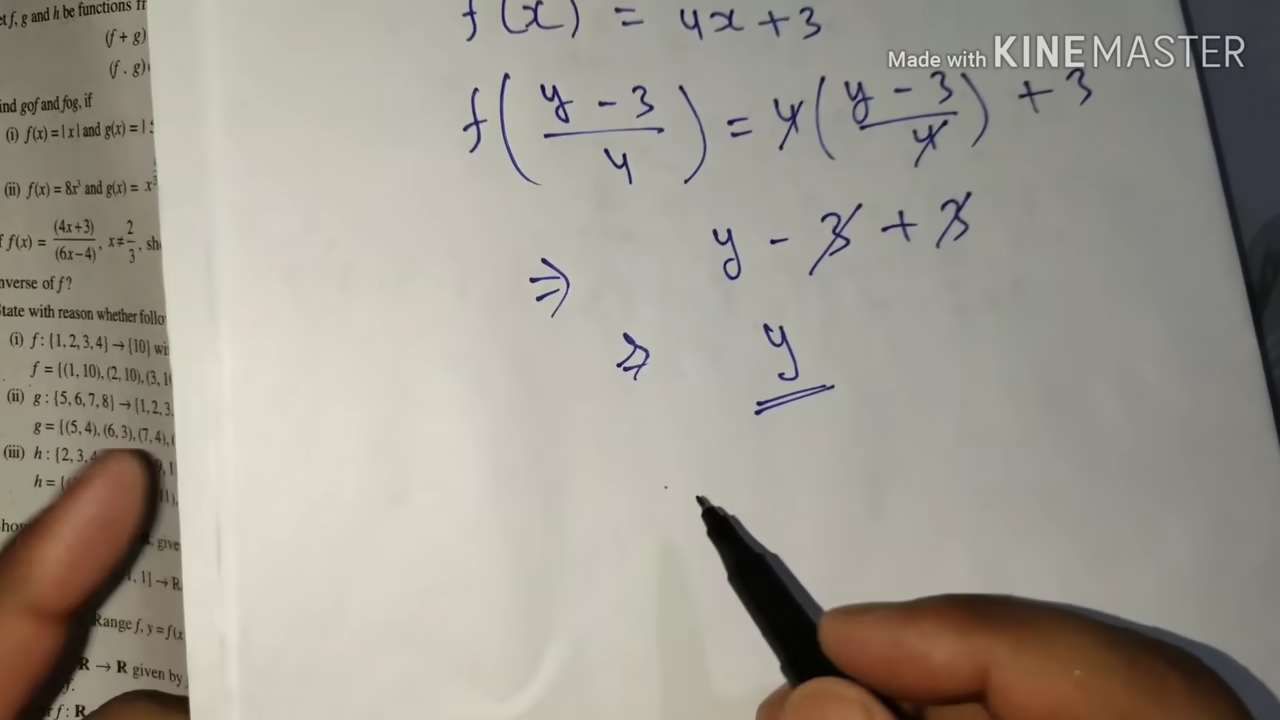 et f, g and h be functions fr
(f + g)
(f . g)
ind gof and fog, if
(i) f(x) = | x | and g(x) = |
(ii) f(x) = 8x³ and g(x) = x
f f(x) = (4x+3)/(6x−4), x≠2/3, sh
nverse of f?
State with reason whether follo
(i) f : {1, 2, 3, 4} → {10} wi
f = {(1, 10), (2, 10), (3, 1
(ii) g : {5, 6, 7, 8} → {1, 2, 3,
g = {(5, 4), (6, 3), (7, 4), (
(iii) h : {2, 3,
h = {
give
, 1] → R
Range f, y = f(x
R → R given by
f : R
Made with KINEMASTER
f(x) = 4x + 3
f((y − 3)/4) = 4((y − 3)/4) + 3
⇒ y − 3 + 3
y